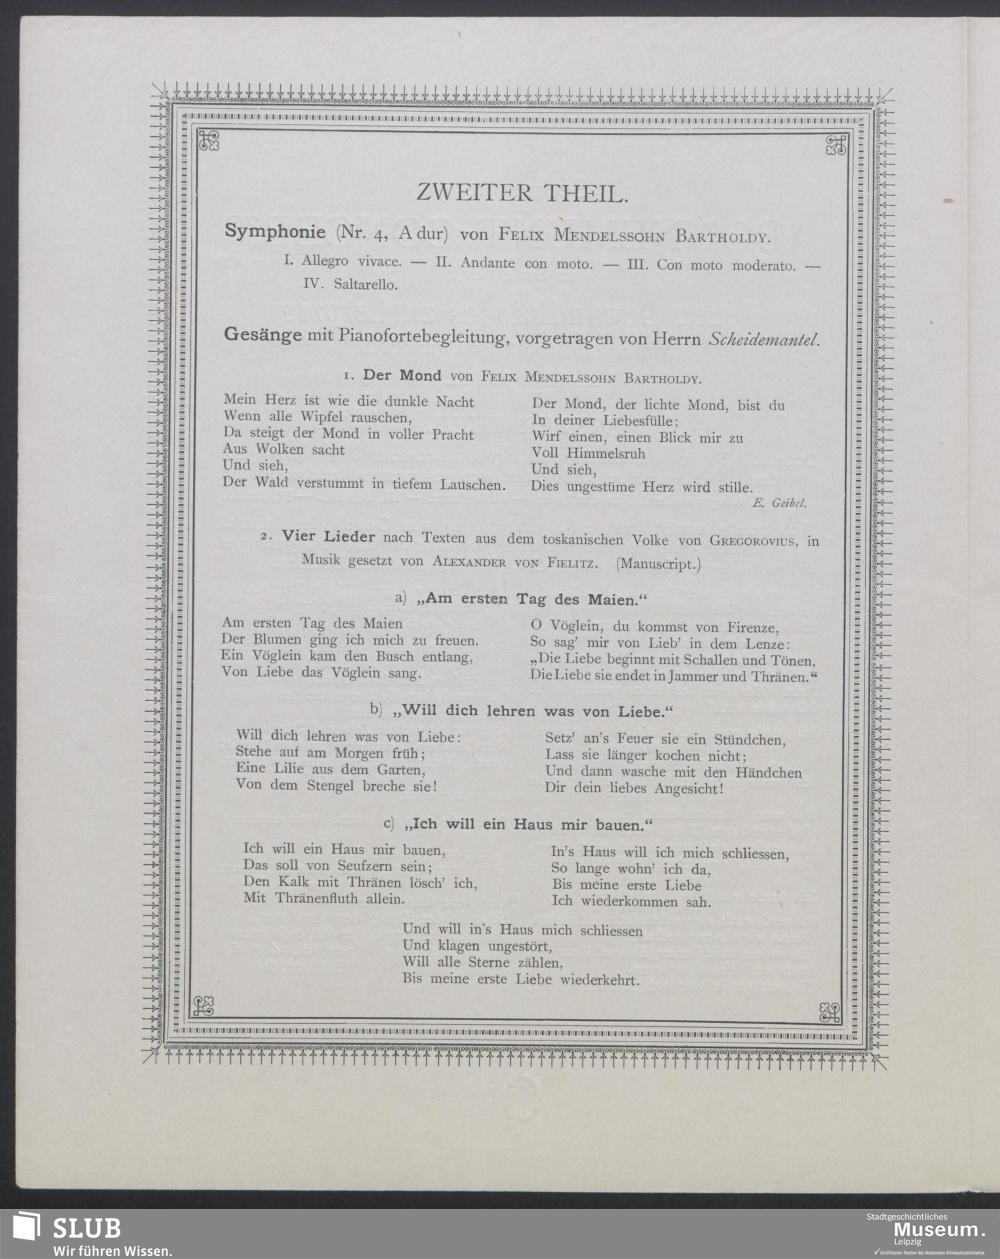 ZWEITER THEIL.
Symphonie (Nr. 4, A dur) von FELIX MENDELSSOHN BARTHOLDY.
I. Allegro vivace. — II. Andante con moto. — III. Con moto moderato. —
IV. Saltarello.
Gesänge mit Pianofortebegleitung, vorgetragen von Herrn Scheidemantel.
1. Der Mond von FELIX MENDELSSOHN BARTHOLDY.
Mein Herz ist wie die dunkle Nacht
Wenn alle Wipfel rauschen,
Da steigt der Mond in voller Pracht
Aus Wolken sacht
Und sieh,
Der Wald verstummt in tiefem Lauschen.
Der Mond, der lichte Mond, bist du
In deiner Liebesfülle;
Wirf einen, einen Blick mir zu
Voll Himmelsruh
Und sieh,
Dies ungestüme Herz wird stille.
E. Geibel.
2. Vier Lieder nach Texten aus dem toskanischen Volke von GREGOROVIUS, in
Musik gesetzt von ALEXANDER VON FIELITZ. (Manuscript.)
a) „Am ersten Tag des Maien."
Am ersten Tag des Maien
Der Blumen ging ich mich zu freuen.
Ein Vöglein kam den Busch entlang,
Von Liebe das Vöglein sang.
O Vöglein, du kommst von Firenze,
So sag' mir von Lieb' in dem Lenze:
„Die Liebe beginnt mit Schallen und Tönen,
Die Liebe sie endet in Jammer und Thränen."
b) „Will dich lehren was von Liebe."
Will dich lehren was von Liebe:
Stehe auf am Morgen früh;
Eine Lilie aus dem Garten,
Von dem Stengel breche sie!
Setz' an's Feuer sie ein Stündchen,
Lass sie länger kochen nicht;
Und dann wasche mit den Händchen
Dir dein liebes Angesicht!
c) „Ich will ein Haus mir bauen."
Ich will ein Haus mir bauen,
Das soll von Seufzern sein;
Den Kalk mit Thränen lösch' ich,
Mit Thränenfluth allein.
In's Haus will ich mich schliessen,
So lange wohn' ich da,
Bis meine erste Liebe
Ich wiederkommen sah.
Und will in's Haus mich schliessen
Und klagen ungestört,
Will alle Sterne zählen,
Bis meine erste Liebe wiederkehrt.
SLUB
Wir führen Wissen.
Stadtgeschichtliches
Museum.
Leipzig
Zertifizierter Partner der Nationalen Klimaschutzinitiative